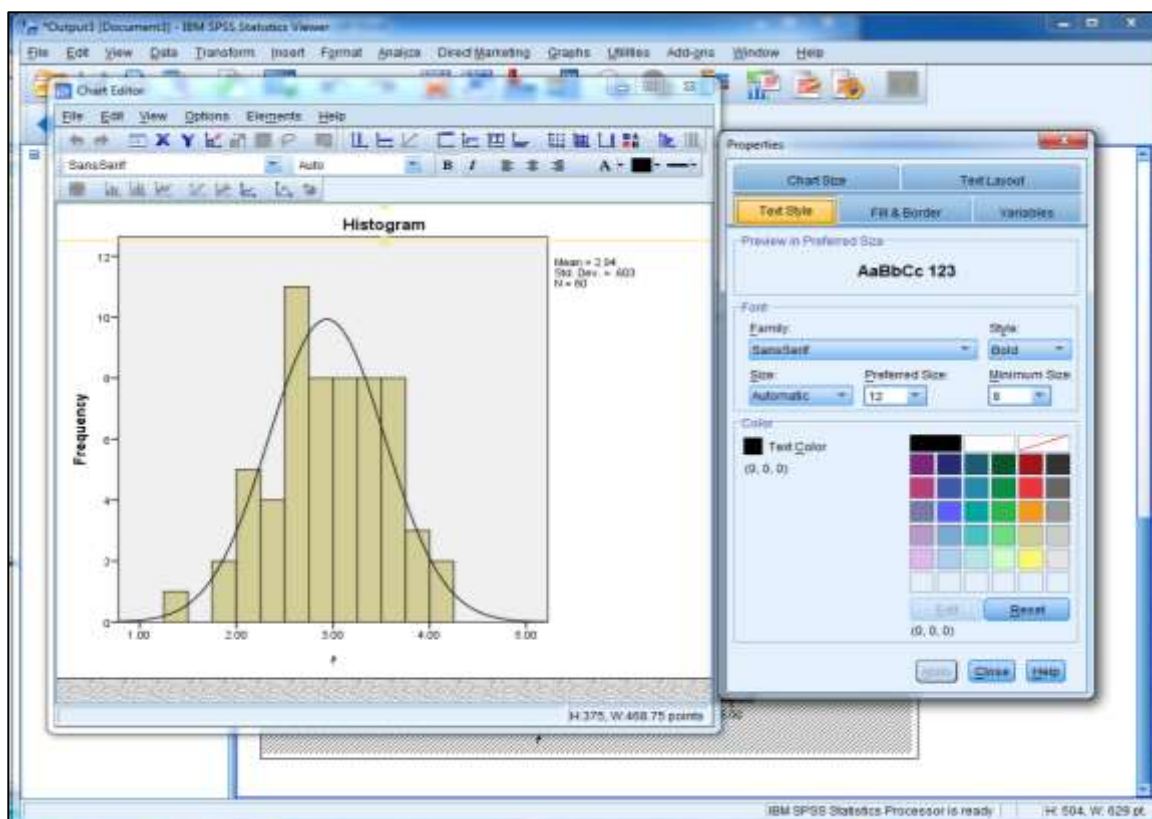 *Output1 [Document1] - IBM SPSS Statistics Viewer
File Edit View Data Transform Insert Format Analyze Direct Marketing Graphs Utilities Add-ons Window Help
Chart Editor
File Edit View Options Elements Help
SansSerif Auto B I A
Histogram
Mean = 2.94
Std. Dev. = .603
N = 60
Frequency
12
10
8
6
4
2
0
1.00 2.00 3.00 4.00 5.00
H:375, W:468.75 points
Properties
Chart Size Text Layout
Text Style Fill & Border Variables
Preview in Preferred Size
AaBbCc 123
Font
Family: Style:
SansSerif Bold
Size: Preferred Size: Minimum Size:
Automatic 12 8
Color
Text Color
(0, 0, 0)
Edit Reset
(0, 0, 0)
Apply Close Help
IBM SPSS Statistics Processor is ready H: 504, W: 629 pt.